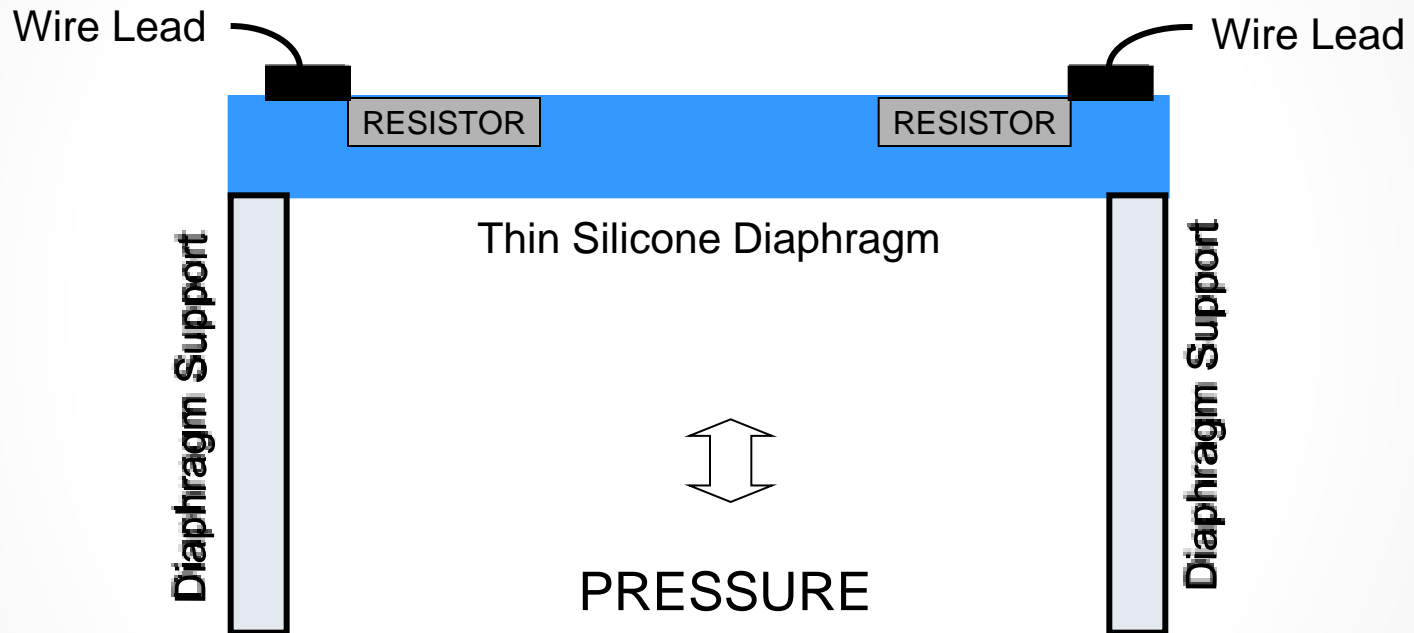 Wire Lead
Wire Lead
RESISTOR
RESISTOR
Thin Silicone Diaphragm
Diaphragm Support
Diaphragm Support
PRESSURE